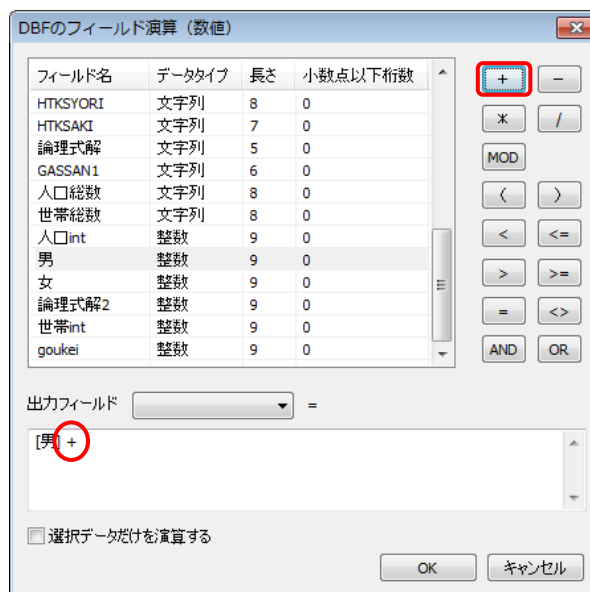 DBFのフィールド演算（数値）
フィールド名 データタイプ 長さ 小数点以下桁数
HTKSYORI 文字列 8 0
HTKSAKI 文字列 7 0
論理式解 文字列 5 0
GASSAN1 文字列 6 0
人口総数 文字列 8 0
世帯総数 文字列 8 0
人口int 整数 9 0
男 整数 9 0
女 整数 9 0
論理式解2 整数 9 0
世帯int 整数 9 0
goukei 整数 9 0
+ -
* /
MOD
( )
< <=
> >=
= <>
AND OR
出力フィールド =
[男] +
選択データだけを演算する
OK キャンセル